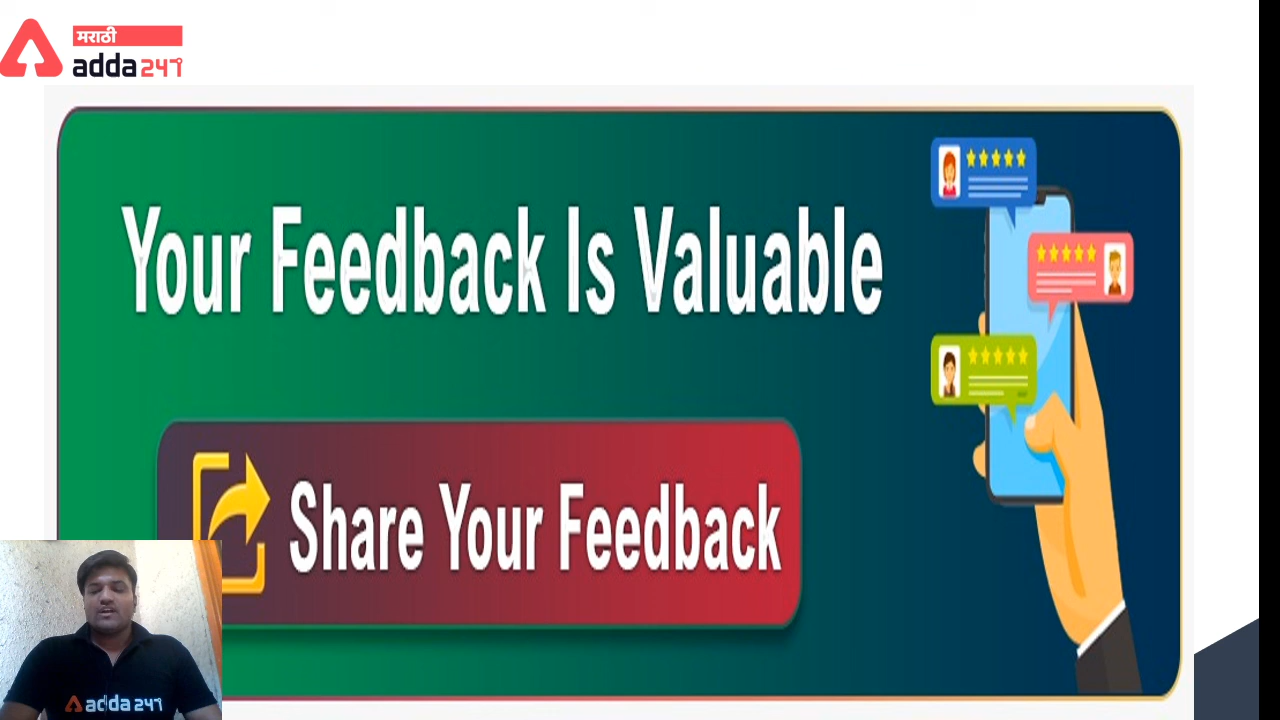 मराठी
adda247
Your Feedback Is Valuable
Share Your Feedback
adda247